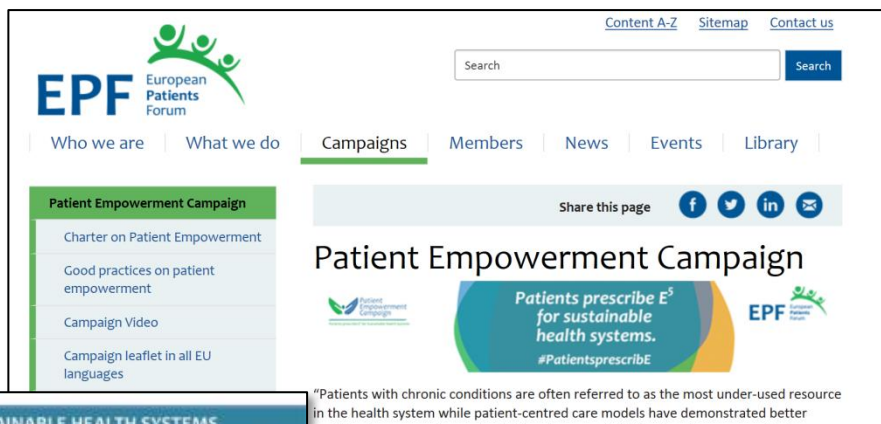 Content A-Z Sitemap Contact us
EPF European
Patients
Forum
Search Search
Who we are What we do Campaigns Members News Events Library
Patient Empowerment Campaign
Charter on Patient Empowerment
Good practices on patient
empowerment
Campaign Video
Campaign leaflet in all EU
languages
Share this page
Patient Empowerment Campaign
Patient
Empowerment
Campaign
Patients prescribe E⁵
for sustainable
health systems.
#PatientsprescribE
EPF European
Patients
Forum
"Patients with chronic conditions are often referred to as the most under-used resource
in the health system while patient-centred care models have demonstrated better
HEALTH SYSTEMS